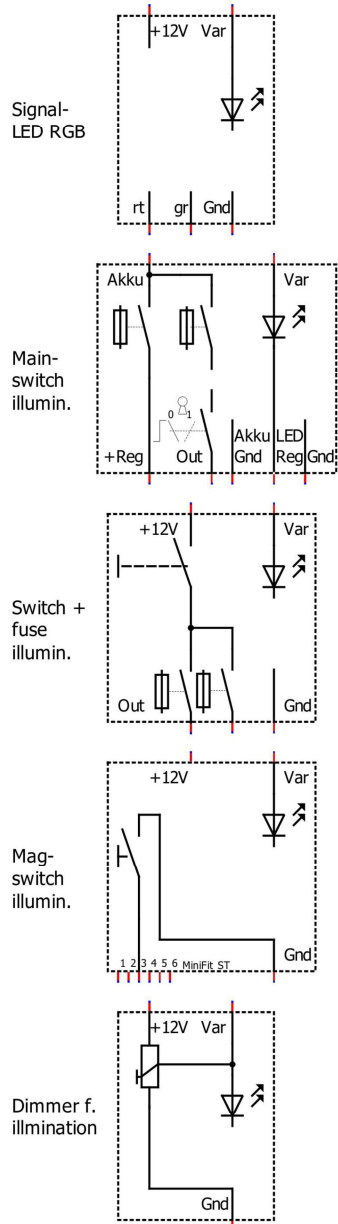 +12V Var
Signal-
LED RGB
rt gr Gnd
Akku Var
Main-
switch
illumin.
0 1
Akku LED
+Reg Out Gnd Reg Gnd
+12V Var
Switch +
fuse
illumin.
Out Gnd
+12V Var
Mag-
switch
illumin.
Gnd
1 2 3 4 5 6 MiniFit ST
+12V Var
Dimmer f.
illmination
Gnd